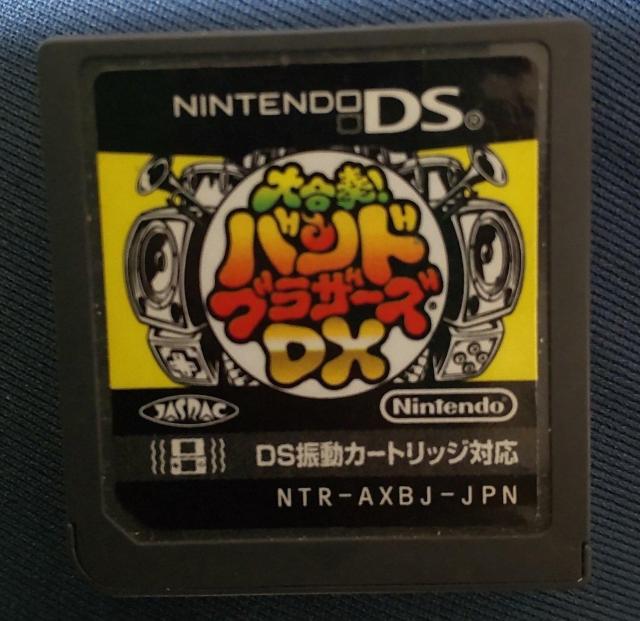 NINTENDO DS®
大合奏!
バンド
ブラザーズ
DX
JASRAC
Nintendo®
DS振動カートリッジ対応
NTR-AXBJ-JPN